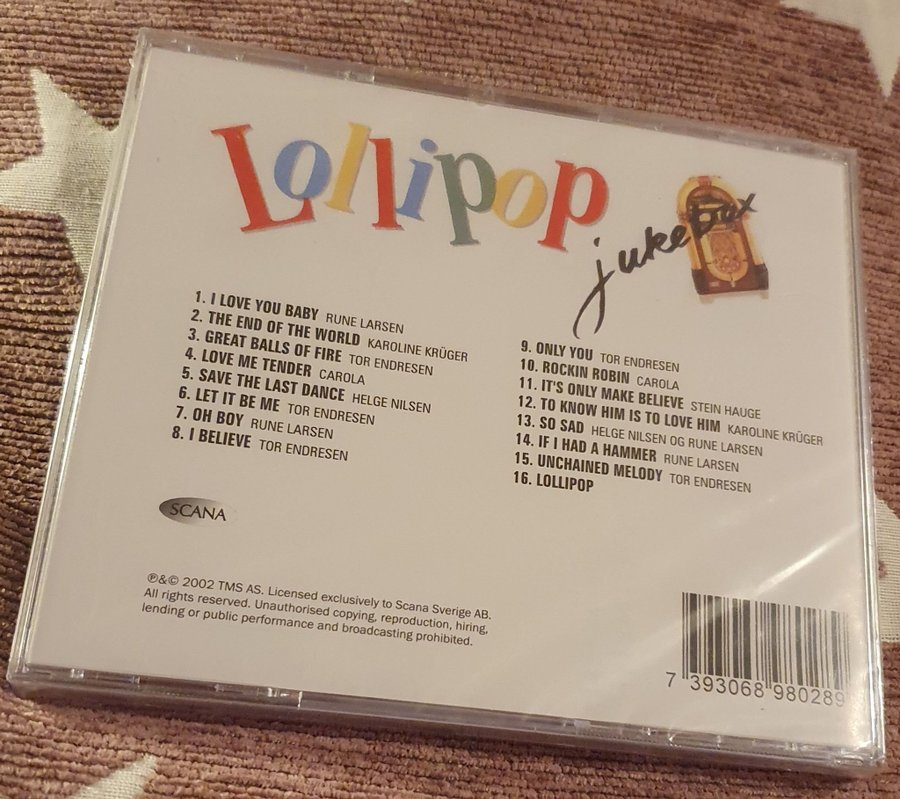 Lollipop
jukebox
1. I LOVE YOU BABY RUNE LARSEN
2. THE END OF THE WORLD KAROLINE KRÜGER
3. GREAT BALLS OF FIRE TOR ENDRESEN
4. LOVE ME TENDER CAROLA
5. SAVE THE LAST DANCE HELGE NILSEN
6. LET IT BE ME TOR ENDRESEN
7. OH BOY RUNE LARSEN
8. I BELIEVE TOR ENDRESEN
9. ONLY YOU TOR ENDRESEN
10. ROCKIN ROBIN CAROLA
11. IT'S ONLY MAKE BELIEVE STEIN HAUGE
12. TO KNOW HIM IS TO LOVE HIM KAROLINE KRÜGER
13. SO SAD HELGE NILSEN OG RUNE LARSEN
14. IF I HAD A HAMMER RUNE LARSEN
15. UNCHAINED MELODY TOR ENDRESEN
16. LOLLIPOP
SCANA
℗&© 2002 TMS AS. Licensed exclusively to Scana Sverige AB.
All rights reserved. Unauthorised copying, reproduction, hiring,
lending or public performance and broadcasting prohibited.
7 393068 980289